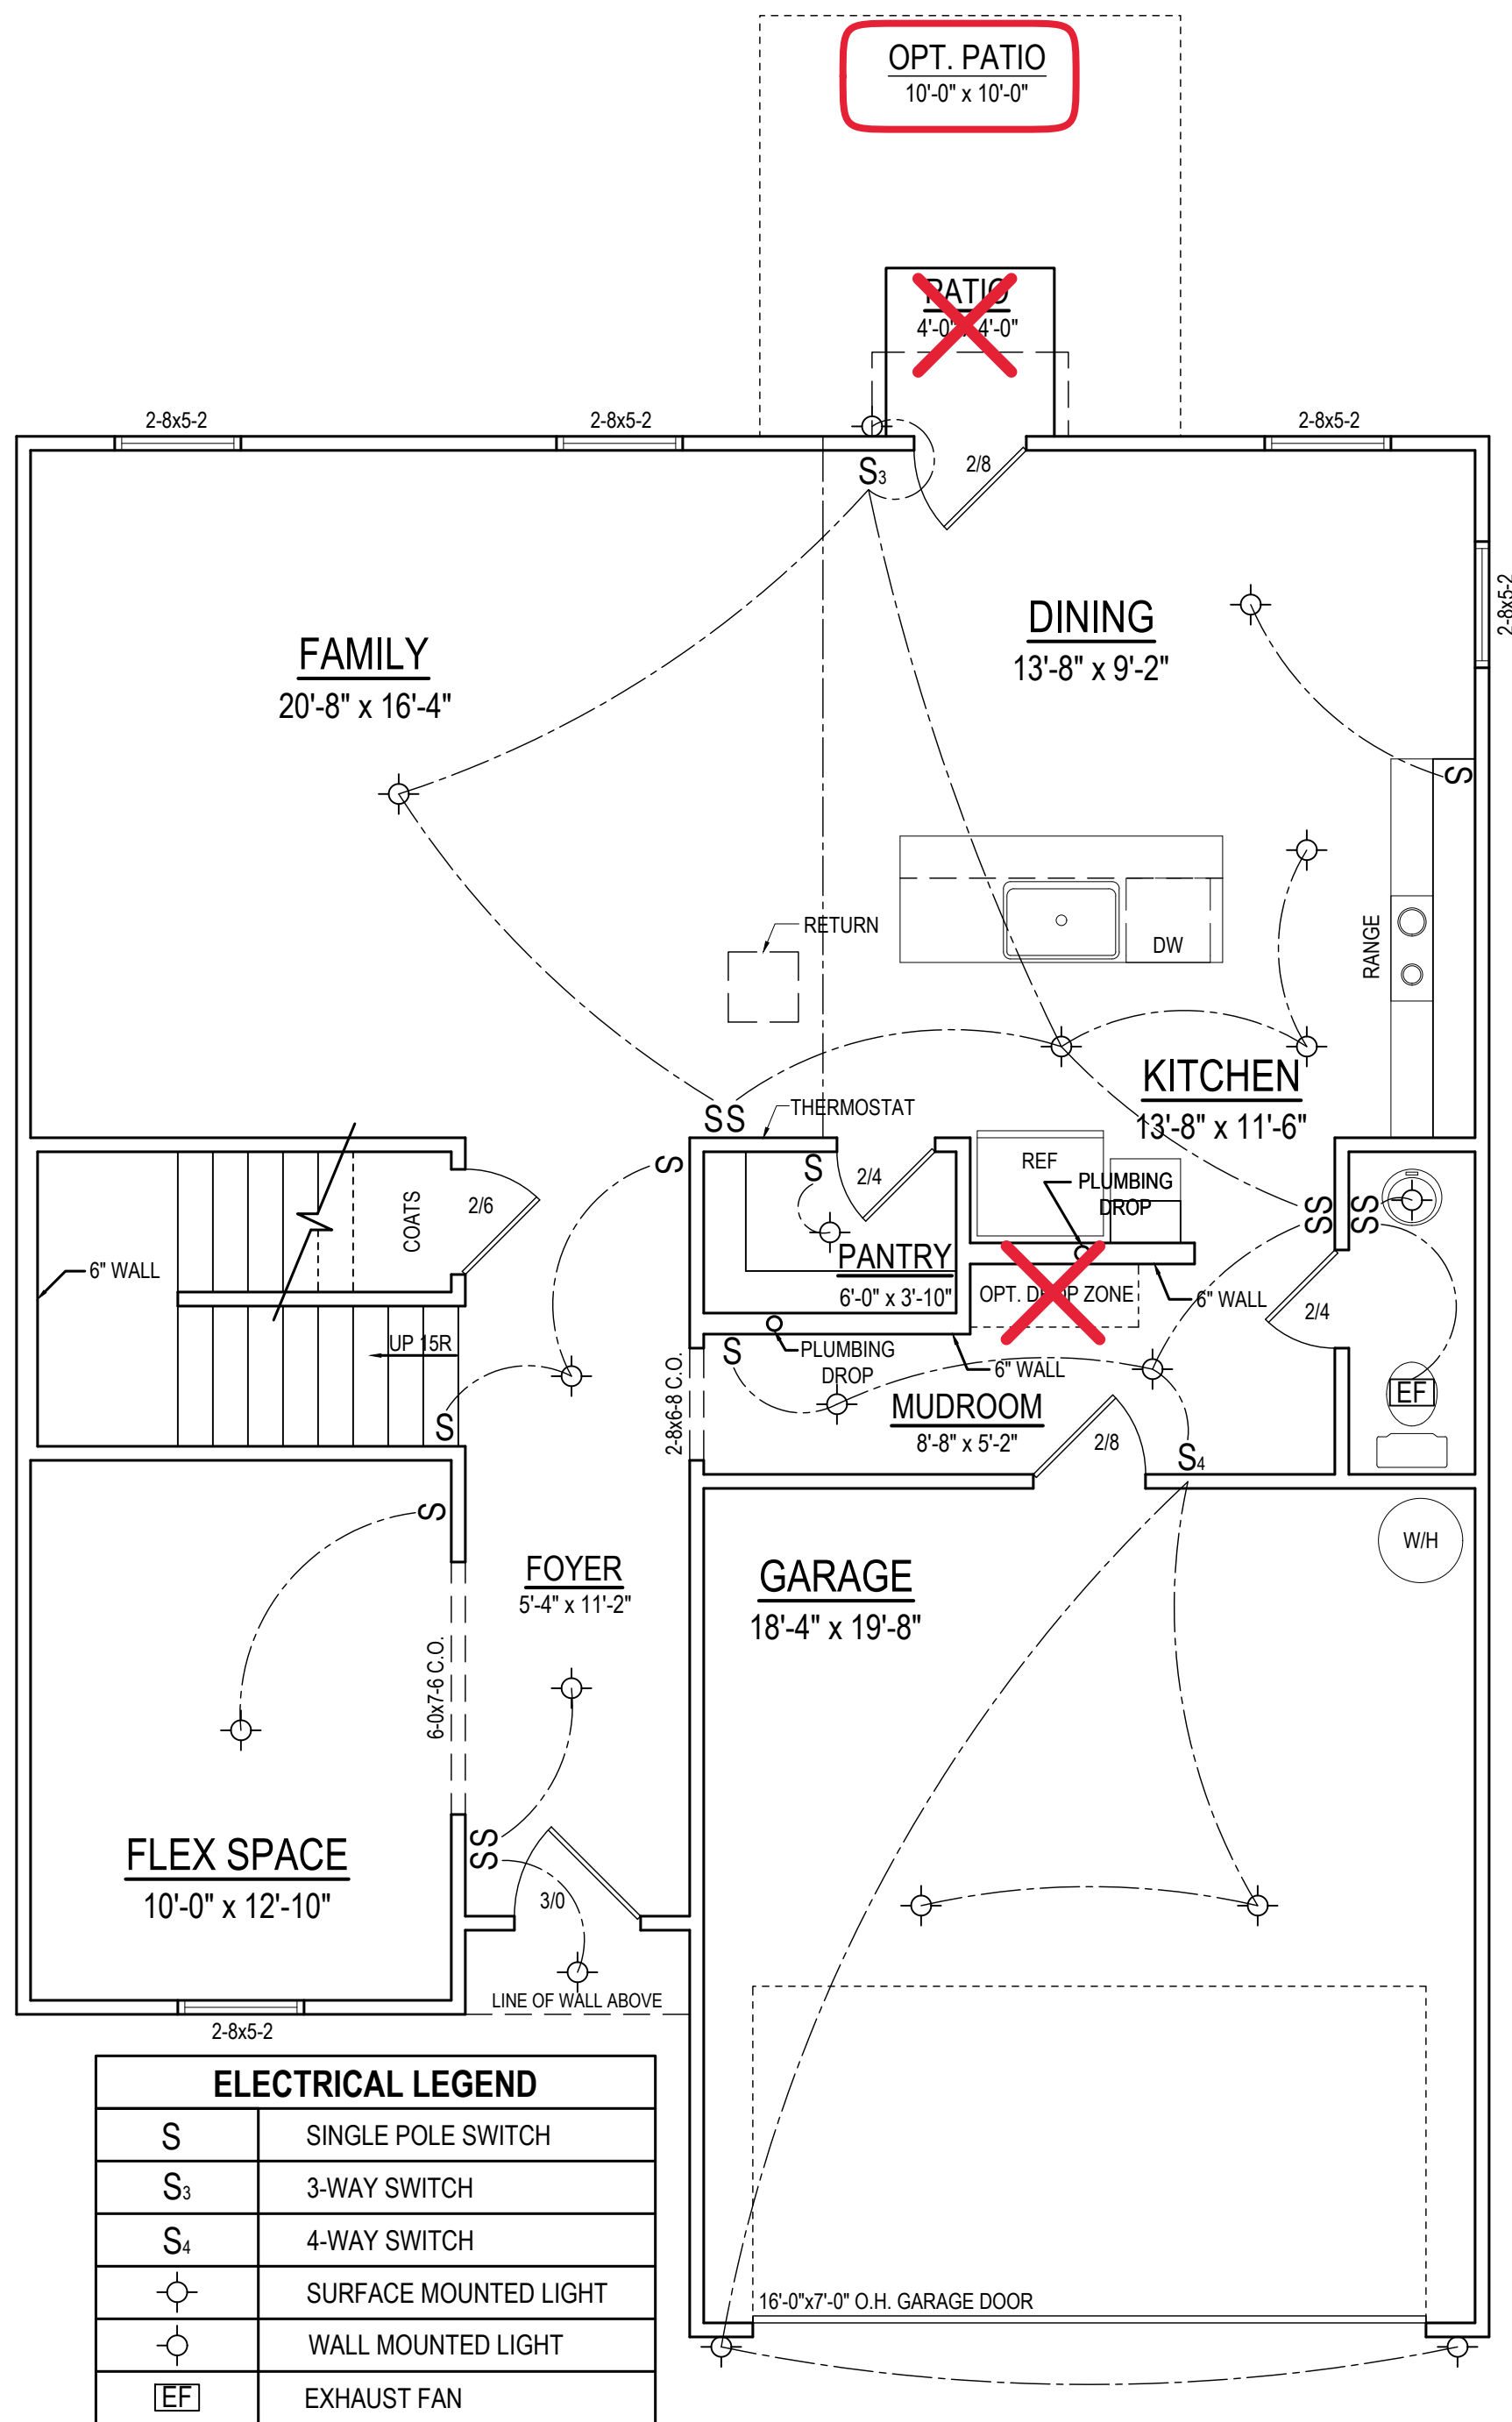 OPT. PATIO
10'-0" x 10'-0"
PATIO
4'-0" x 4'-0"
2-8x5-2
2-8x5-2
2-8x5-2
S3
2/8
2-8x5-2
FAMILY
20'-8" x 16'-4"
DINING
13'-8" x 9'-2"
S
RETURN
DW
RANGE
KITCHEN
13'-8" x 11'-6"
SS
THERMOSTAT
S
S
2/4
REF
PLUMBING
DROP
COATS
2/6
SS
SS
6" WALL
PANTRY
6'-0" x 3'-10"
OPT. DROP ZONE
6" WALL
2/4
UP 15R
S
PLUMBING
DROP
6" WALL
EF
2-8x6-8 C.O.
MUDROOM
8'-8" x 5'-2"
2/8
S
S4
S
W/H
FOYER
5'-4" x 11'-2"
GARAGE
18'-4" x 19'-8"
6-0x7-6 C.O.
FLEX SPACE
10'-0" x 12'-10"
SS
3/0
LINE OF WALL ABOVE
2-8x5-2
16'-0"x7'-0" O.H. GARAGE DOOR
ELECTRICAL LEGEND
S SINGLE POLE SWITCH
S3 3-WAY SWITCH
S4 4-WAY SWITCH
SURFACE MOUNTED LIGHT
WALL MOUNTED LIGHT
EF EXHAUST FAN